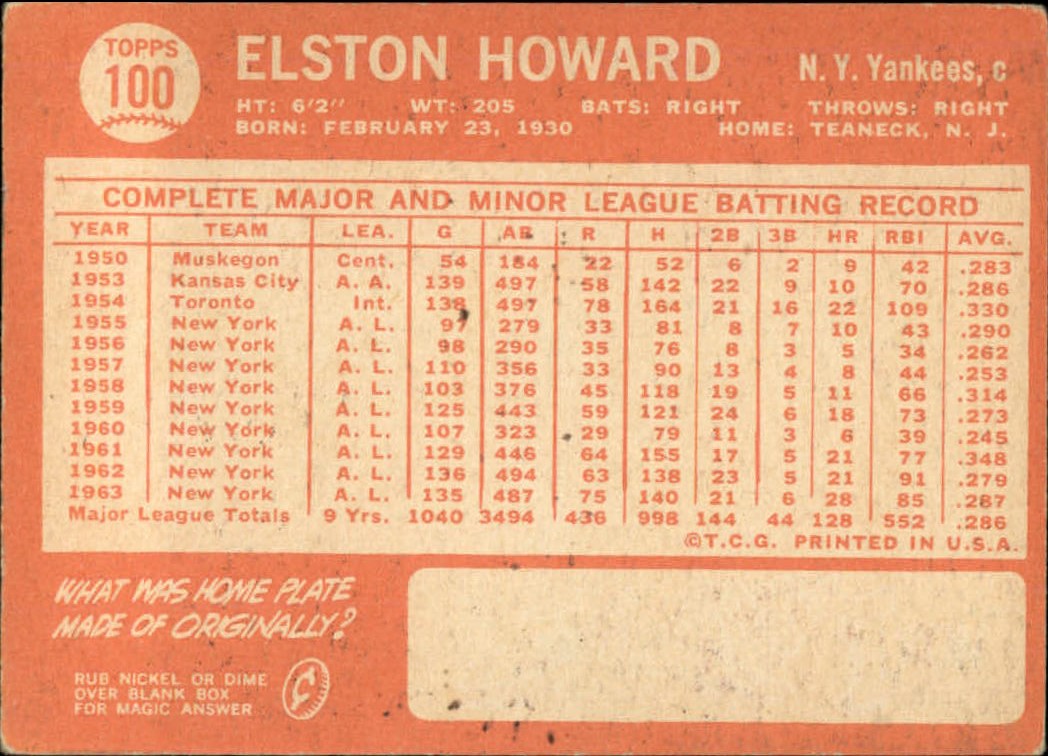 TOPPS
100
ELSTON HOWARD
N. Y. Yankees, c
HT: 6'2" WT: 205 BATS: RIGHT THROWS: RIGHT
BORN: FEBRUARY 23, 1930 HOME: TEANECK, N. J.
COMPLETE MAJOR AND MINOR LEAGUE BATTING RECORD
YEAR TEAM LEA. G AB R H 2B 3B HR RBI AVG.
1950 Muskegon Cent. 54 184 22 52 6 2 9 42 .283
1953 Kansas City A. A. 139 497 58 142 22 9 10 70 .286
1954 Toronto Int. 138 497 78 164 21 16 22 109 .330
1955 New York A. L. 97 279 33 81 8 7 10 43 .290
1956 New York A. L. 98 290 35 76 8 3 5 34 .262
1957 New York A. L. 110 356 33 90 13 4 8 44 .253
1958 New York A. L. 103 376 45 118 19 5 11 66 .314
1959 New York A. L. 125 443 59 121 24 6 18 73 .273
1960 New York A. L. 107 323 29 79 11 3 6 39 .245
1961 New York A. L. 129 446 64 155 17 5 21 77 .348
1962 New York A. L. 136 494 63 138 23 5 21 91 .279
1963 New York A. L. 135 487 75 140 21 6 28 85 .287
Major League Totals 9 Yrs. 1040 3494 436 998 144 44 128 552 .286
©T.C.G. PRINTED IN U.S.A.
WHAT WAS HOME PLATE
MADE OF ORIGINALLY?
RUB NICKEL OR DIME
OVER BLANK BOX
FOR MAGIC ANSWER